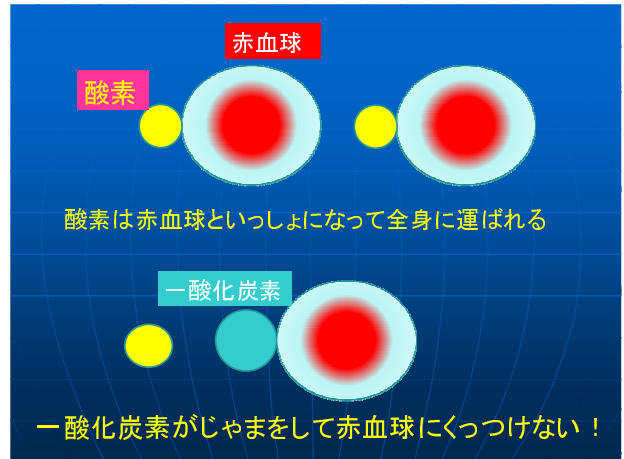 赤血球
酸素
酸素は赤血球といっしょになって全身に運ばれる
一酸化炭素
一酸化炭素がじゃまをして赤血球にくっつけない！